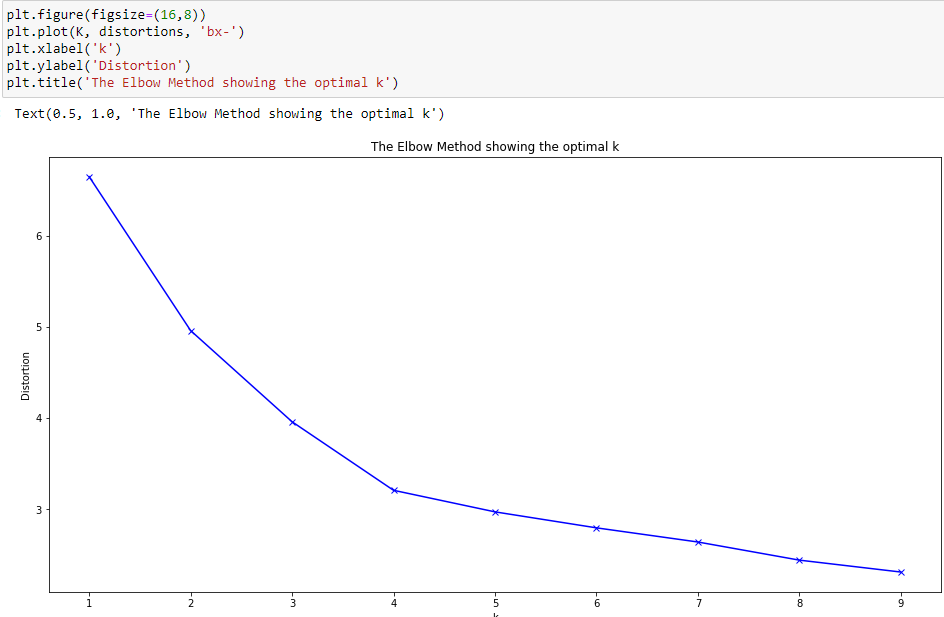 plt.figure(figsize=(16,8))
plt.plot(K, distortions, 'bx-')
plt.xlabel('k')
plt.ylabel('Distortion')
plt.title('The Elbow Method showing the optimal k')
Text(0.5, 1.0, 'The Elbow Method showing the optimal k')
The Elbow Method showing the optimal k
6
5
4
3
Distortion
1 2 3 4 5 6 7 8 9
k